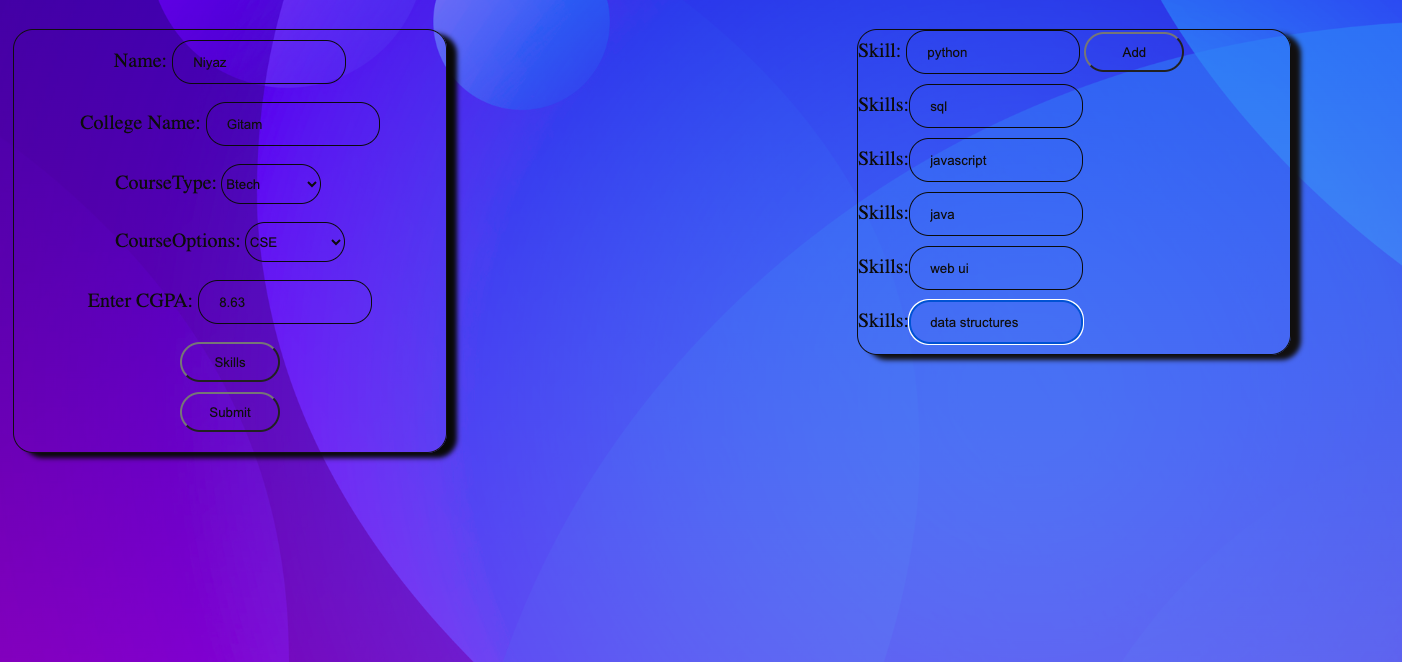 Name: Niyaz
College Name: Gitam
CourseType: Btech
CourseOptions: CSE
Enter CGPA: 8.63
Skills
Submit
Skill: python Add
Skills: sql
Skills: javascript
Skills: java
Skills: web ui
Skills: data structures